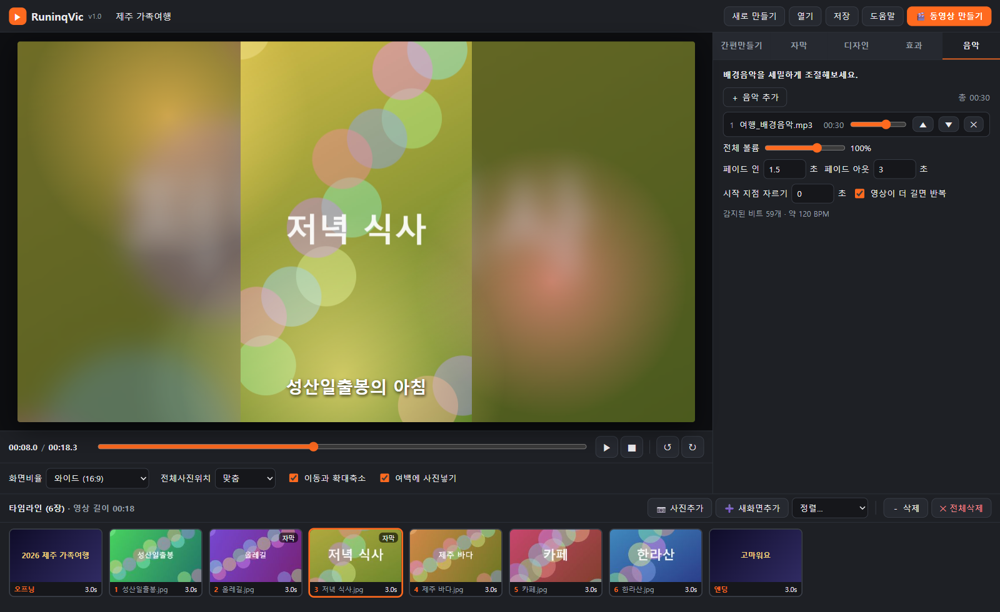 RuninqVic v1.0 제주 가족여행
새로 만들기 열기 저장 도움말 동영상 만들기
간편만들기 자막 디자인 효과 음악
배경음악을 세밀하게 조절해보세요.
+ 음악 추가 총 00:30
1 여행_배경음악.mp3 00:30
전체 볼륨 100%
페이드 인 1.5 초 페이드 아웃 3 초
시작 지점 자르기 0 초 영상이 더 길면 반복
감지된 비트 59개 · 약 120 BPM
저녁 식사
성산일출봉의 아침
00:08.0 / 00:18.3
화면비율 와이드 (16:9) 전체사진위치 맞춤 이동과 확대축소 여백에 사진넣기
타임라인 (6장) · 영상 길이 00:18
사진추가 새화면추가 정렬... - 삭제 전체삭제
2026 제주 가족여행
오프닝 3.0s
성산일출봉
1 성산일출봉.jpg 3.0s
자막
올레길
2 올레길.jpg 3.0s
자막
저녁 식사
3 저녁 식사.jpg 3.0s
제주 바다
4 제주 바다.jpg 3.0s
카페
5 카페.jpg 3.0s
한라산
6 한라산.jpg 3.0s
고마워요
엔딩 3.0s